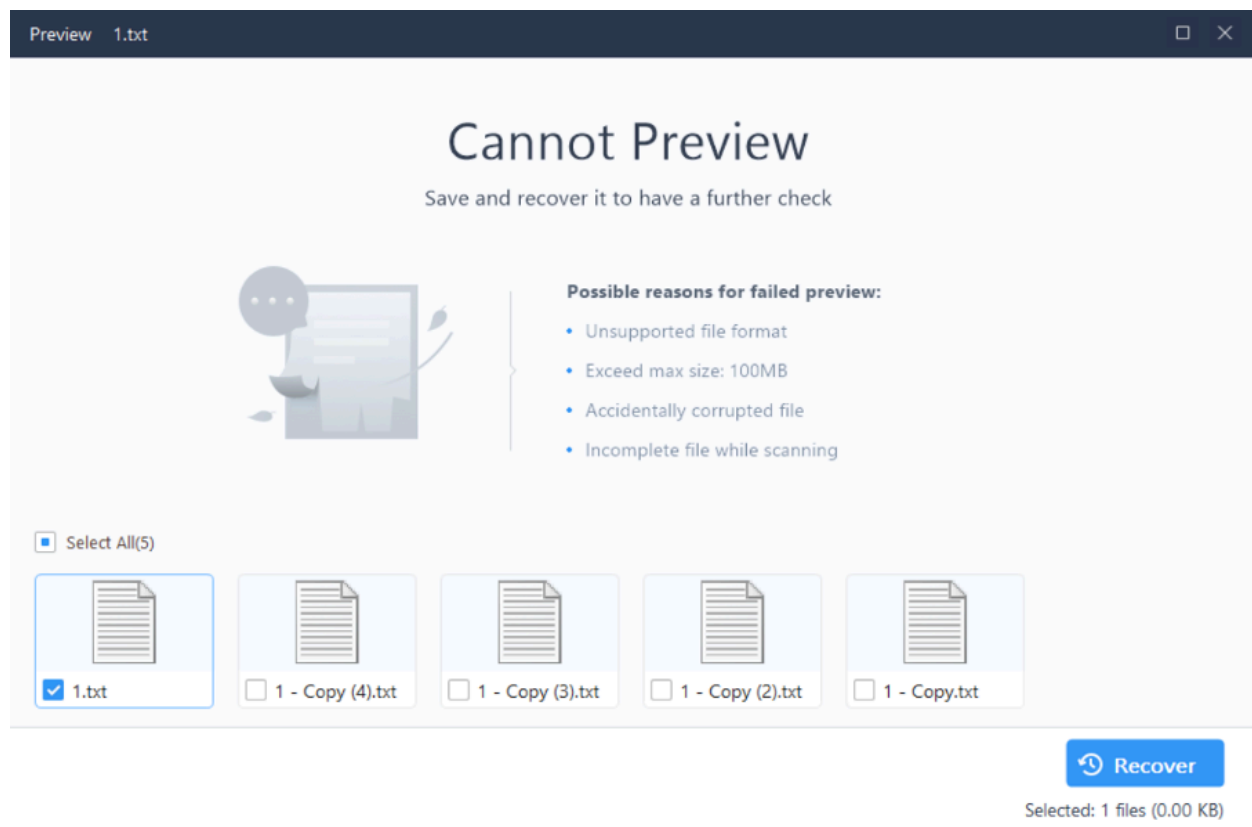 Preview 1.txt
Cannot Preview
Save and recover it to have a further check
Possible reasons for failed preview:
• Unsupported file format
• Exceed max size: 100MB
• Accidentally corrupted file
• Incomplete file while scanning
Select All(5)
1.txt
1 - Copy (4).txt
1 - Copy (3).txt
1 - Copy (2).txt
1 - Copy.txt
Recover
Selected: 1 files (0.00 KB)